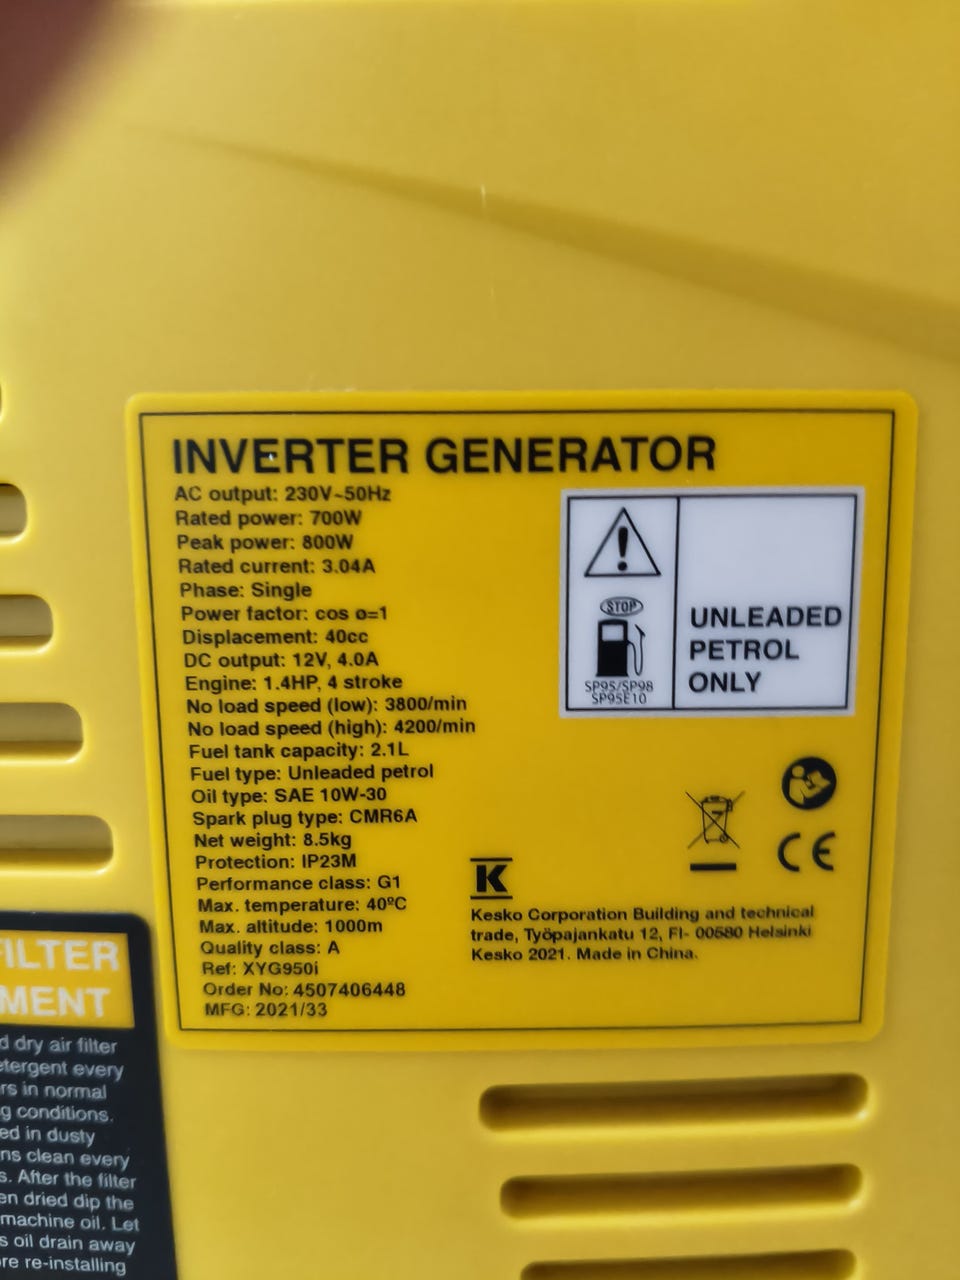 INVERTER GENERATOR
AC output: 230V~50Hz
Rated power: 700W
Peak power: 800W
Rated current: 3.04A
Phase: Single
Power factor: cos ø=1
Displacement: 40cc
DC output: 12V, 4.0A
Engine: 1.4HP, 4 stroke
No load speed (low): 3800/min
No load speed (high): 4200/min
Fuel tank capacity: 2.1L
Fuel type: Unleaded petrol
Oil type: SAE 10W-30
Spark plug type: CMR6A
Net weight: 8.5kg
Protection: IP23M
Performance class: G1
Max. temperature: 40ºC
Max. altitude: 1000m
Quality class: A
Ref: XYG950i
Order No: 4507406448
MFG: 2021/33
STOP
SP95/SP98
SP95E10
UNLEADED
PETROL
ONLY
CE
K
Kesko Corporation Building and technical
trade, Työpajankatu 12, FI- 00580 Helsinki
Kesko 2021. Made in China.
FILTER
MENT
d dry air filter
etergent every
rs in normal
g conditions.
ed in dusty
ns clean every
s. After the filter
en dried dip the
machine oil. Let
s oil drain away
re re-installing